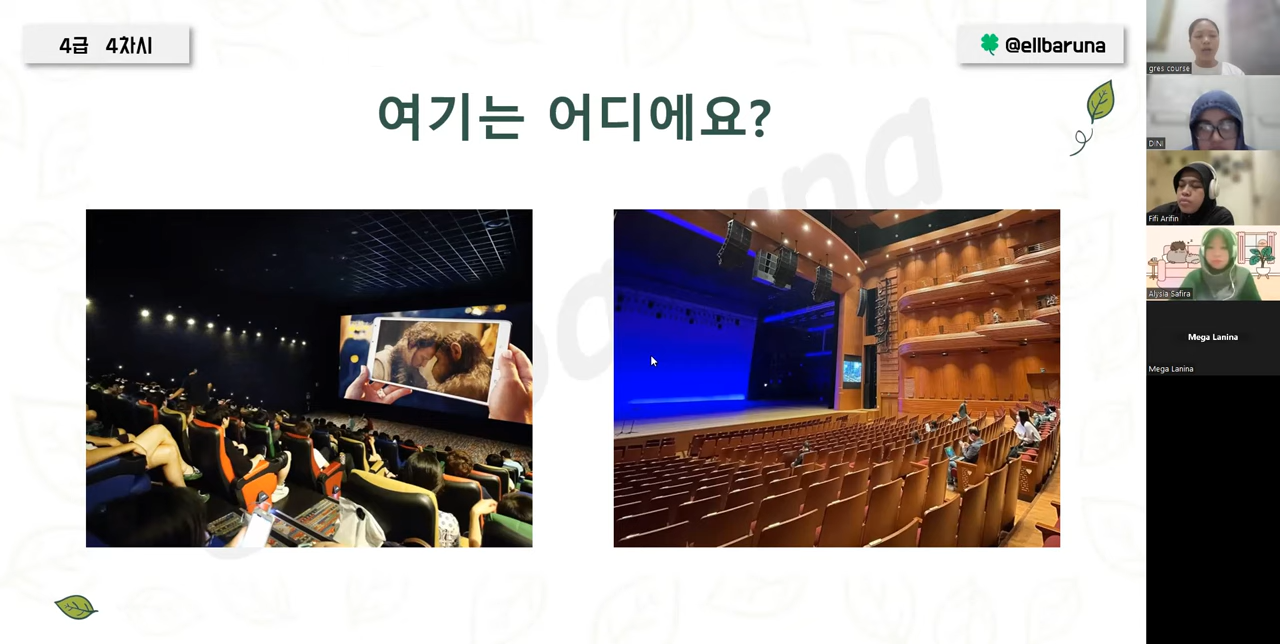 4급 4차시
@ellbaruna
여기는 어디에요?
gres course
DINI
Fifi Arifin
Alysia Safira
Mega Lanina
Mega Lanina